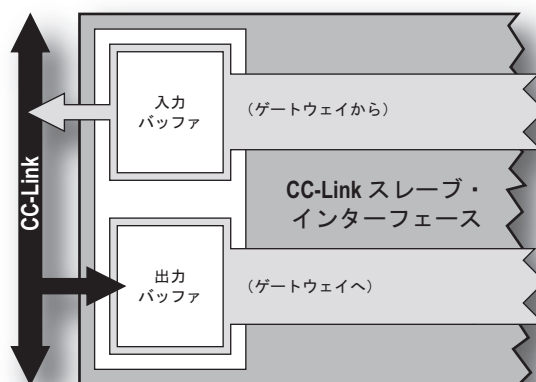 CC-Link
入力
バッファ
(ゲートウェイから)
CC-Link スレーブ・
インターフェース
出力
バッファ
(ゲートウェイへ)